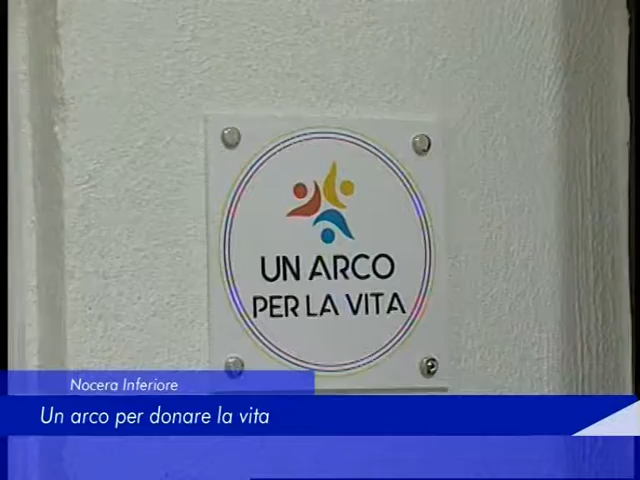 UN ARCO
PER LA VITA
Nocera Inferiore
Un arco per donare la vita